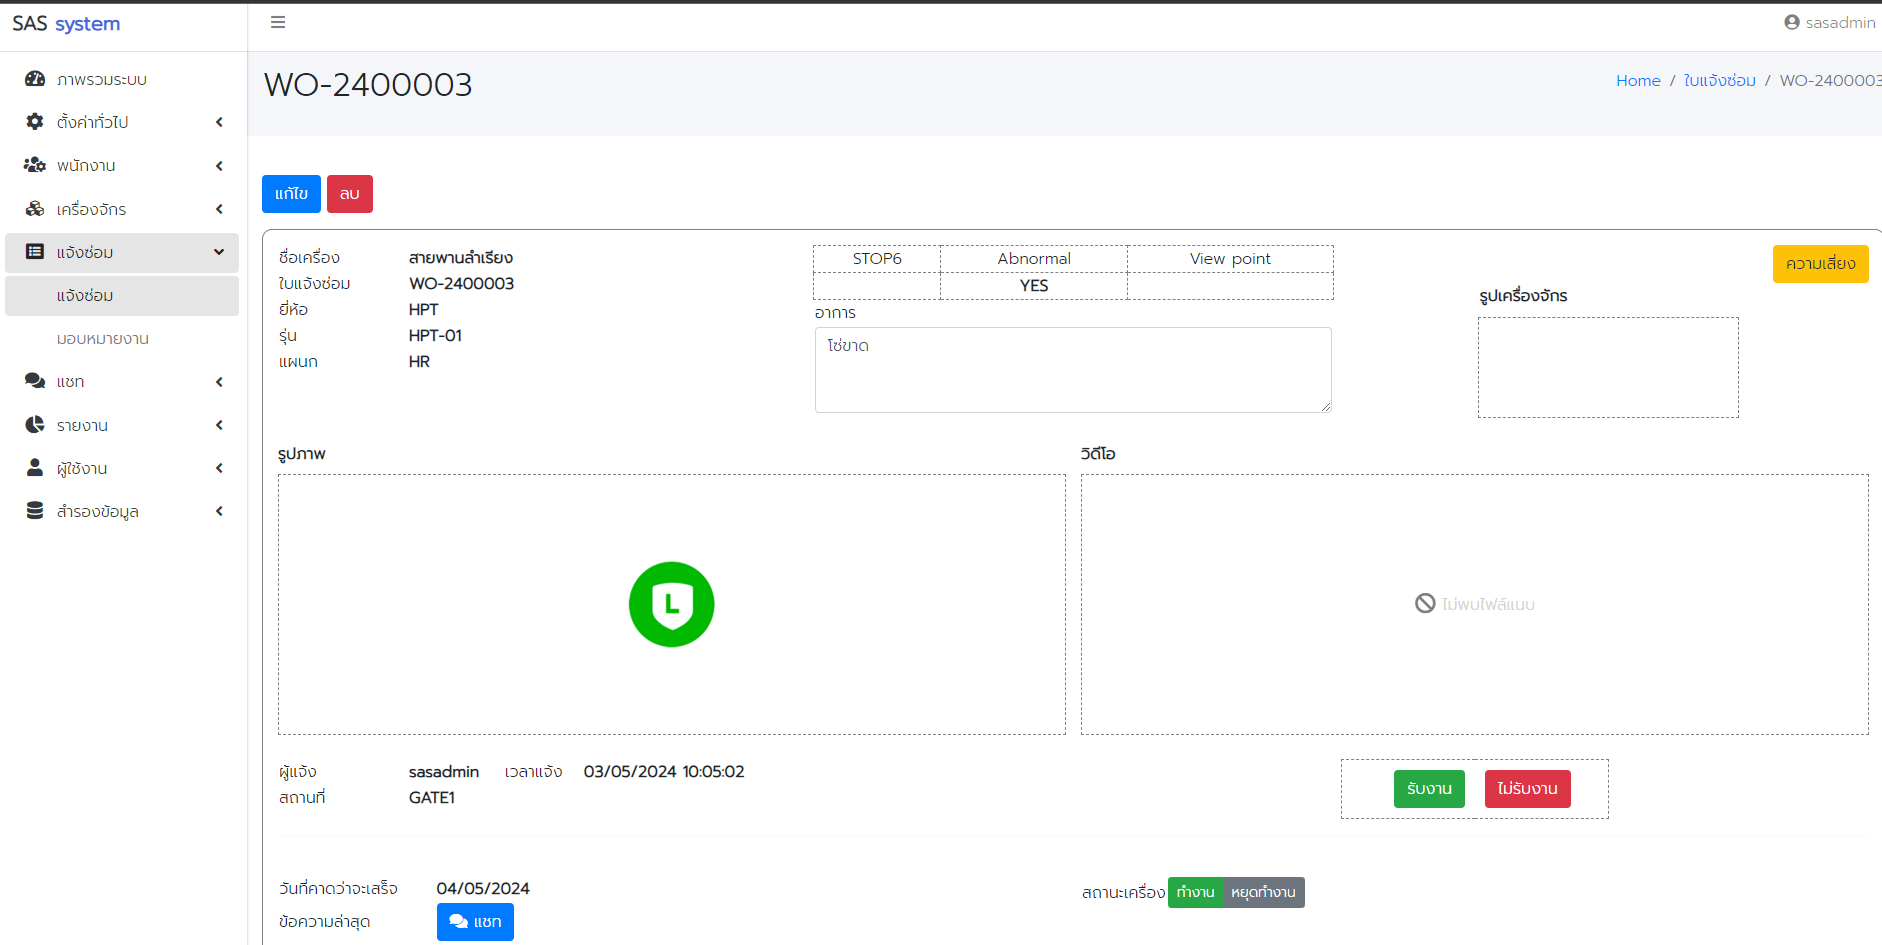 SAS system
sasadmin
ภาพรวมระบบ
ตั้งค่าทั่วไป
พนักงาน
เครื่องจักร
แจ้งซ่อม
แจ้งซ่อม
มอบหมายงาน
แชท
รายงาน
ผู้ใช้งาน
สำรองข้อมูล
WO-2400003
Home / ใบแจ้งซ่อม / WO-2400003
แก้ไข ลบ
ชื่อเครื่อง สายพานลำเรียง
ใบแจ้งซ่อม WO-2400003
ยี่ห้อ HPT
รุ่น HPT-01
แผนก HR
STOP6 Abnormal View point
YES
อาการ
โซ่ขาด
ความเสี่ยง
รูปเครื่องจักร
รูปภาพ
L
วิดีโอ
ไม่พบไฟล์แนบ
ผู้แจ้ง sasadmin เวลาแจ้ง 03/05/2024 10:05:02
สถานที่ GATE1
รับงาน ไม่รับงาน
วันที่คาดว่าจะเสร็จ 04/05/2024
ข้อความล่าสุด แชท
สถานะเครื่อง ทำงาน หยุดทำงาน